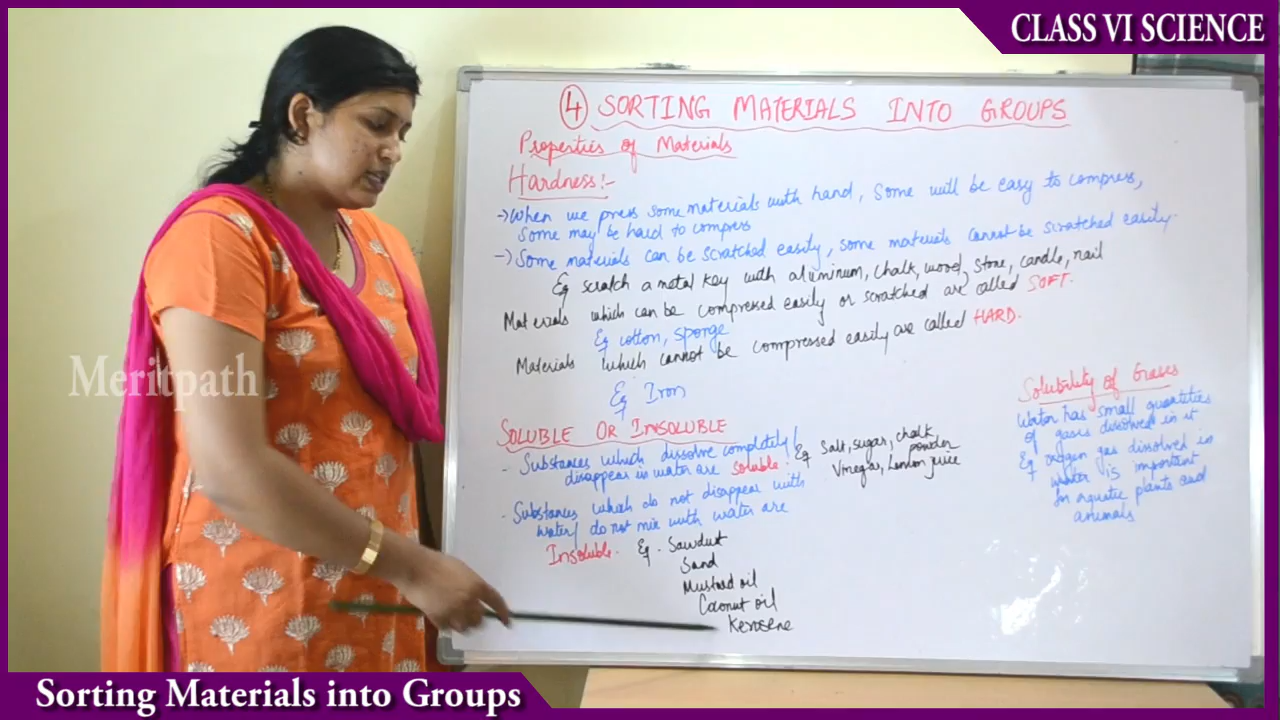 CLASS VI SCIENCE
4 SORTING MATERIALS INTO GROUPS
Properties of Materials
Hardness:-
→ When we press some materials with hand, Some will be easy to compress,
Some may be hard to compress
→ Some materials can be scratched easily, some materials cannot be scratched easily.
Eg scratch a metal key with aluminum, chalk, wood, stone, candle, nail
Materials which can be compressed easily or scratched are called SOFT.
Eg cotton, sponge
Materials which cannot be compressed easily are called HARD.
Eg Iron
SOLUBLE OR INSOLUBLE
- Substances which dissolve completely/
disappear in water are Soluble. Eg Salt, sugar, chalk powder
Vinegar, Lemon juice
- Substances which do not disappear with
water/ do not mix with water are
Insoluble. Eg. Sawdust
Sand
Mustard oil
Coconut oil
Kerosene
Solubility of Gases
Water has small quantities
of gases dissolved in it
Eg oxygen gas dissolved in
water is important
for aquatic plants and
animals
Meritpath
Sorting Materials into Groups